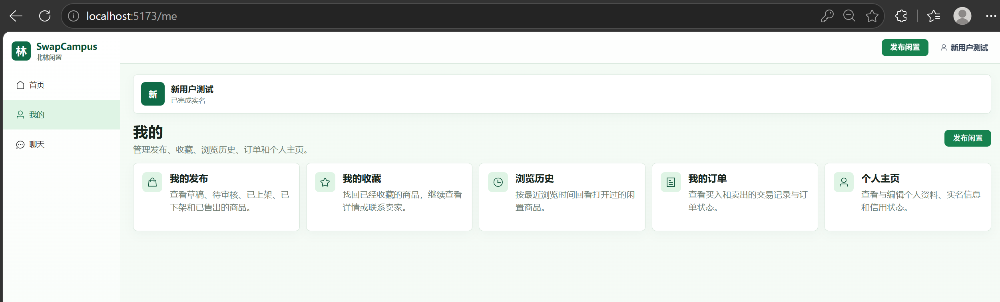 localhost:5173/me
林
SwapCampus
北林闲置
发布闲置
新用户测试
首页
我的
聊天
新
新用户测试
已完成实名
我的
管理发布、收藏、浏览历史、订单和个人主页。
发布闲置
我的发布
查看草稿、待审核、已上架、已
下架和已售出的商品。
我的收藏
找回已经收藏的商品，继续查看
详情或联系卖家。
浏览历史
按最近浏览时间回看打开过的闲
置商品。
我的订单
查看买入和卖出的交易记录与订
单状态。
个人主页
查看与编辑个人资料、实名信息
和信用状态。